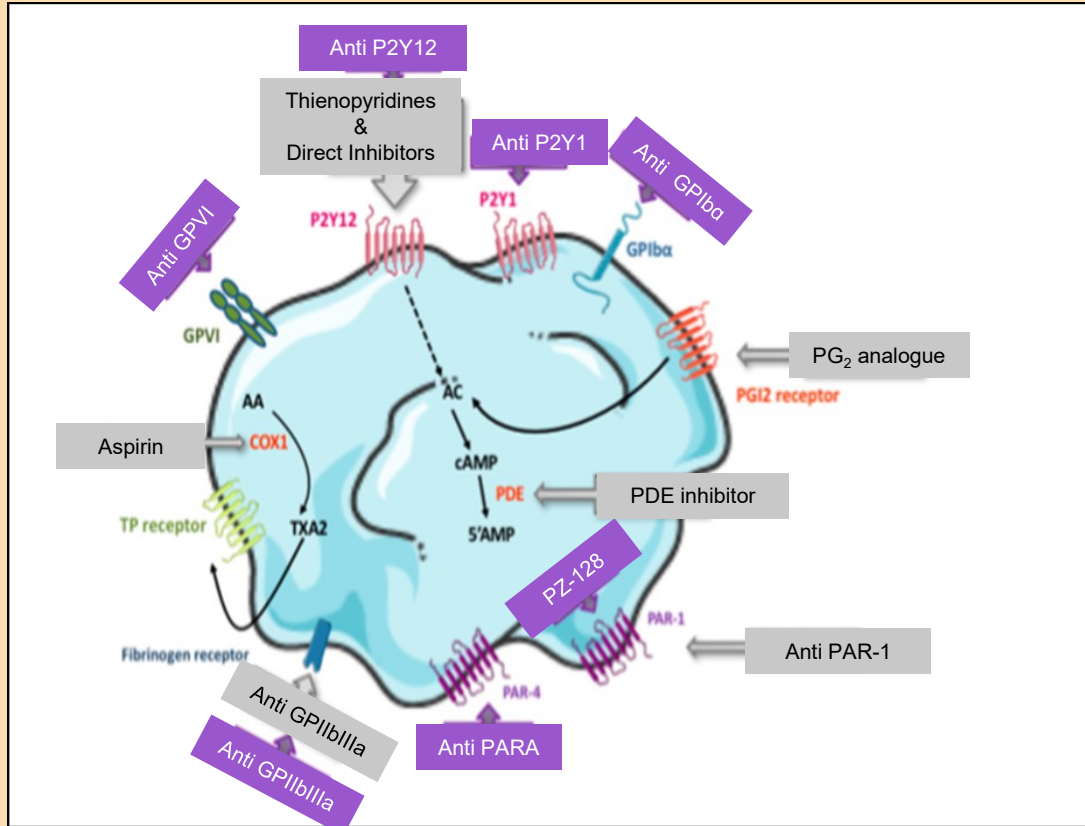 Anti P2Y12
Thienopyridines
&
Direct Inhibitors
Anti P2Y1
Anti GPIbα
P2Y12
P2Y1
GPIbα
Anti GPVI
GPVI
PG2 analogue
PGI2 receptor
AA
AC
Aspirin
COX1
cAMP
PDE
PDE inhibitor
TP receptor
TXA2
5'AMP
PZ-128
PAR-1
Anti PAR-1
Fibrinogen receptor
PAR-4
Anti GPIIbIIIa
Anti PARA
Anti GPIIbIIIa